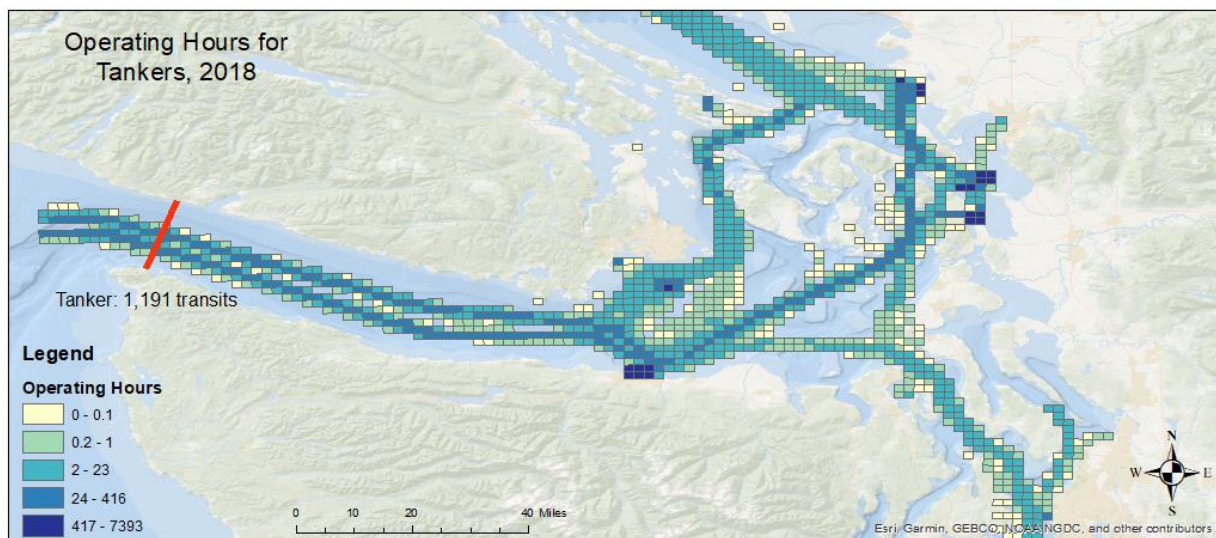 Operating Hours for
Tankers, 2018
Tanker: 1,191 transits
Legend
Operating Hours
0 - 0.1
0.2 - 1
2 - 23
24 - 416
417 - 7393
0 10 20 40 Miles
N
W E
S
Esri, Garmin, GEBCO, NOAA NGDC, and other contributors